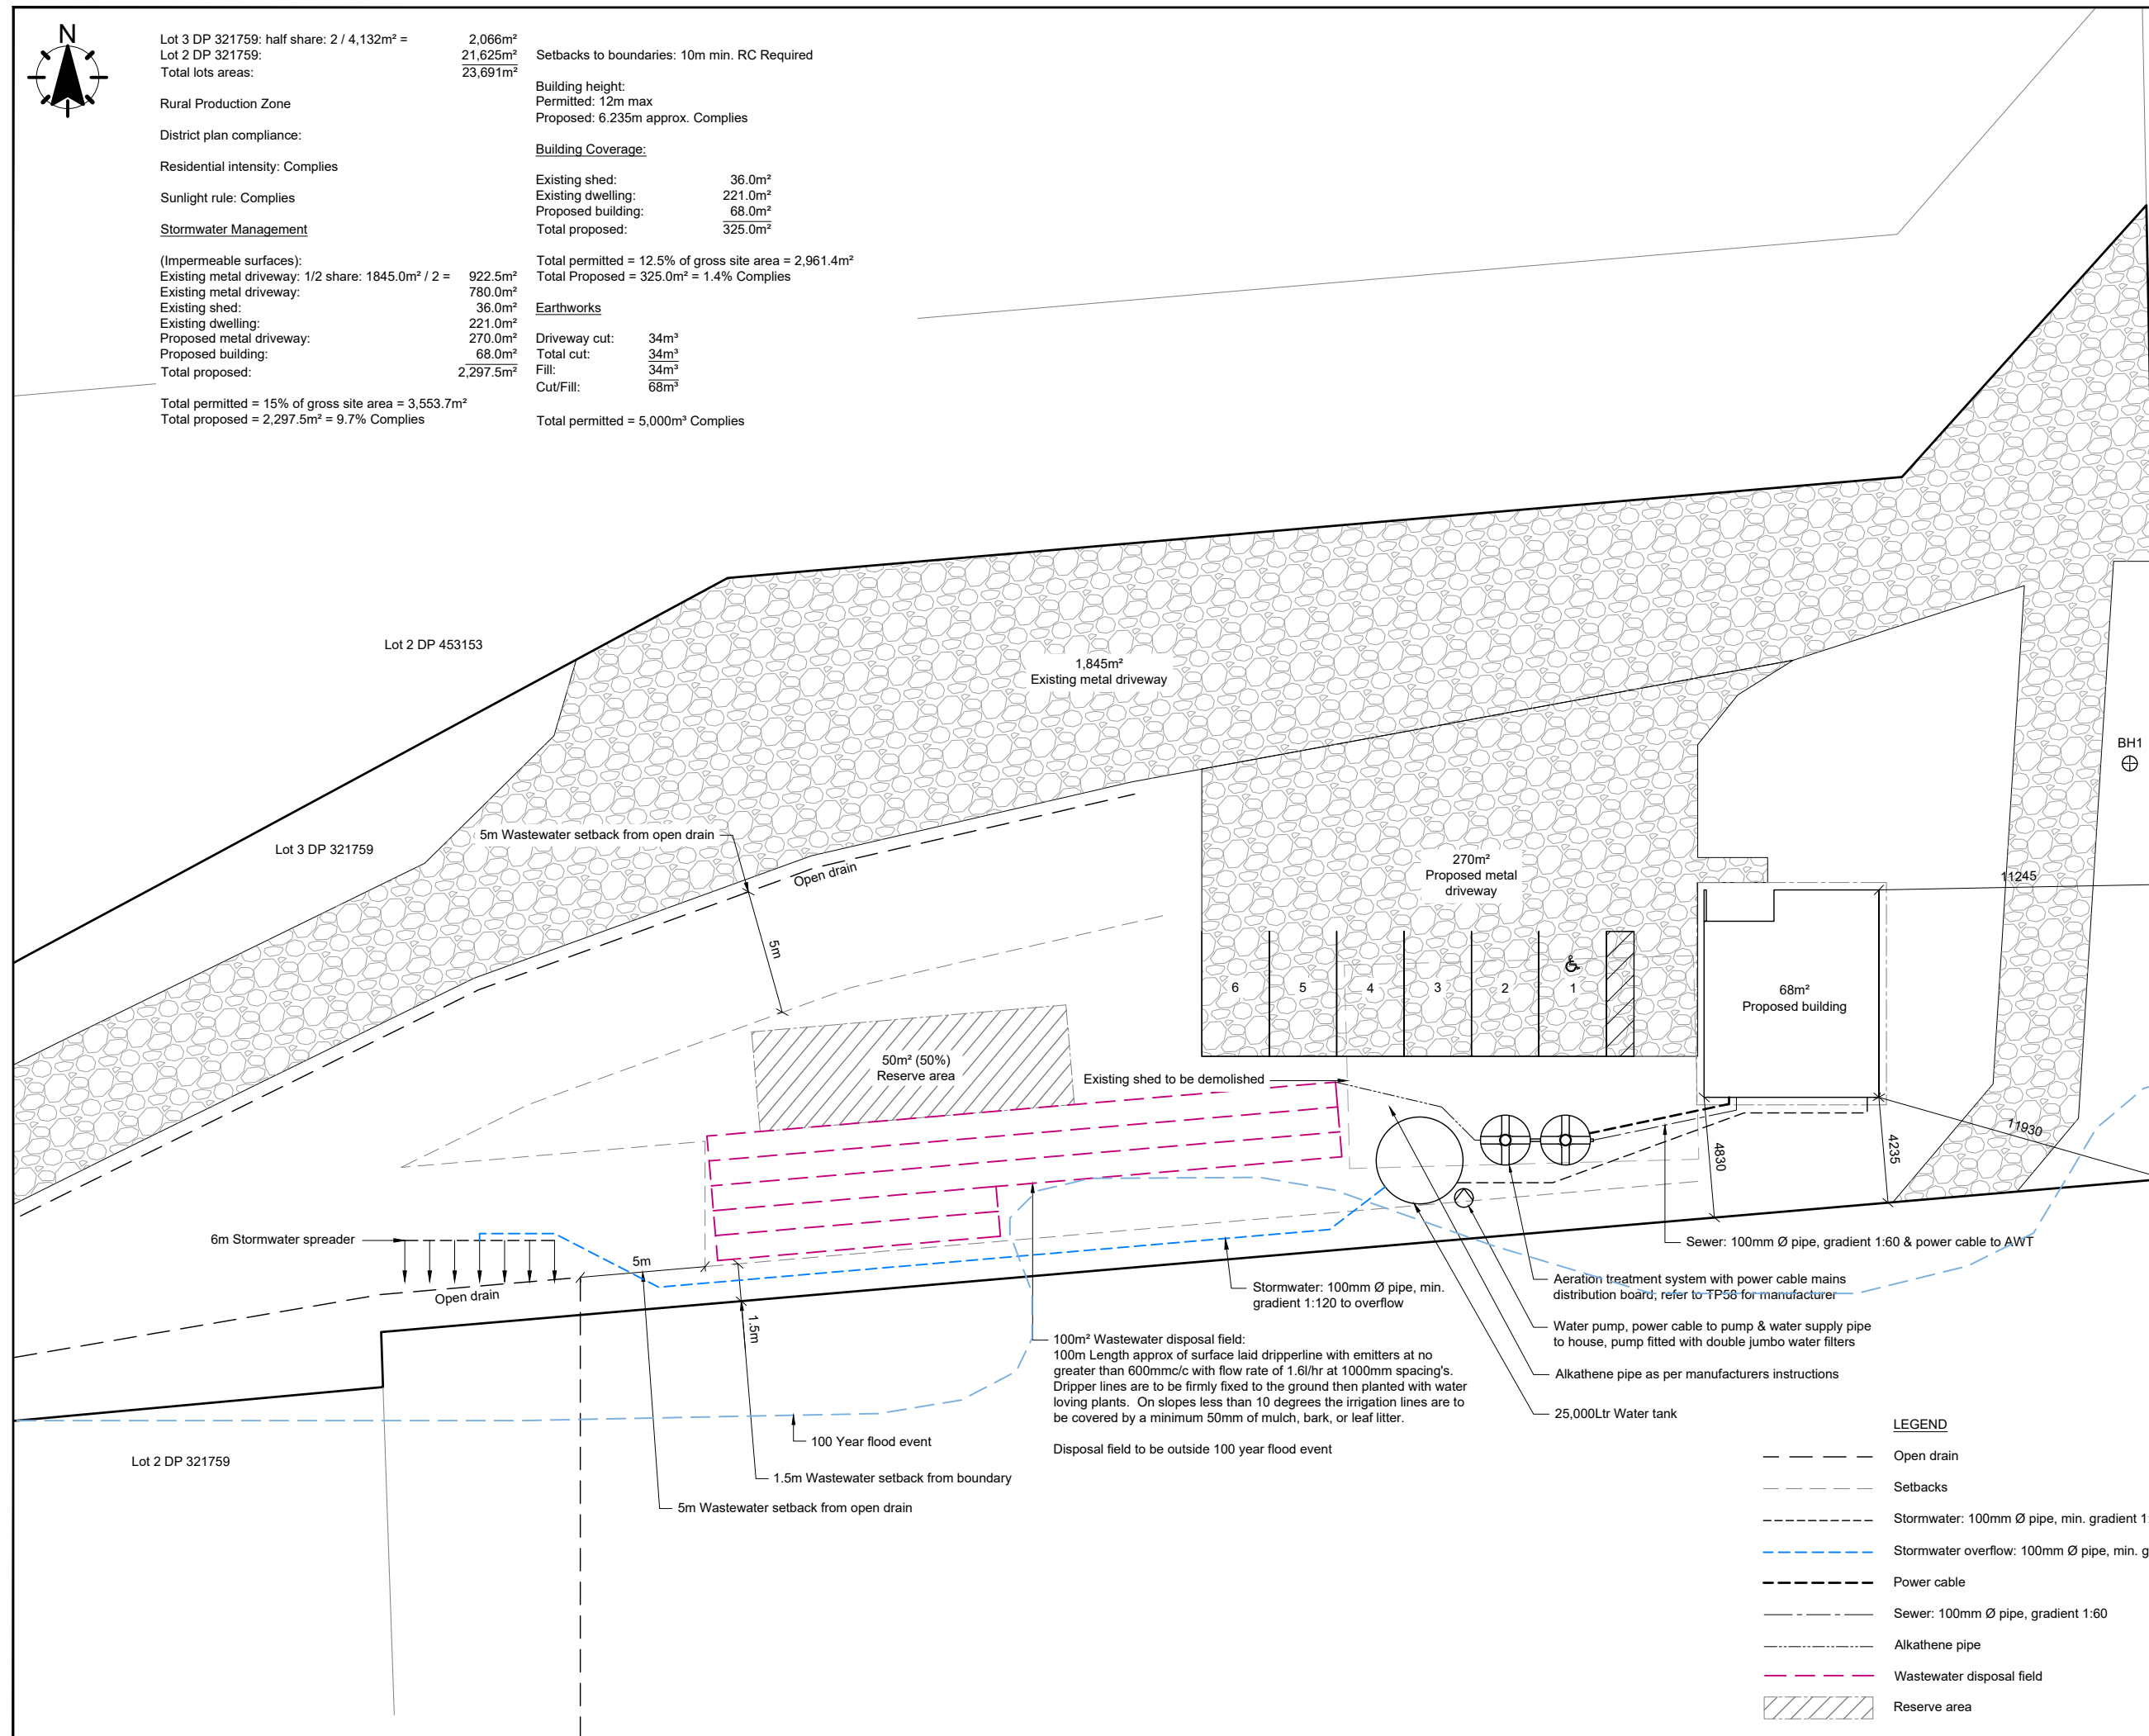 N
Lot 3 DP 321759: half share: 2 / 4,132m² = 2,066m²
Lot 2 DP 321759: 21,625m²
Total lots areas: 23,691m²
Rural Production Zone
District plan compliance:
Residential intensity: Complies
Sunlight rule: Complies
Stormwater Management
(Impermeable surfaces):
Existing metal driveway: 1/2 share: 1845.0m² / 2 = 922.5m²
Existing metal driveway: 780.0m²
Existing shed: 36.0m²
Existing dwelling: 221.0m²
Proposed metal driveway: 270.0m²
Proposed building: 68.0m²
Total proposed: 2,297.5m²
Total permitted = 15% of gross site area = 3,553.7m²
Total proposed = 2,297.5m² = 9.7% Complies
Setbacks to boundaries: 10m min. RC Required
Building height:
Permitted: 12m max
Proposed: 6.235m approx. Complies
Building Coverage:
Existing shed: 36.0m²
Existing dwelling: 221.0m²
Proposed building: 68.0m²
Total proposed: 325.0m²
Total permitted = 12.5% of gross site area = 2,961.4m²
Total Proposed = 325.0m² = 1.4% Complies
Earthworks
Driveway cut: 34m³
Total cut: 34m³
Fill: 34m³
Cut/Fill: 68m³
Total permitted = 5,000m³ Complies
Lot 2 DP 453153
1,845m²
Existing metal driveway
BH1
5m Wastewater setback from open drain
Lot 3 DP 321759
Open drain
270m²
Proposed metal
driveway
11245
5m
6
5
4
3
2
1
68m²
Proposed building
50m² (50%)
Reserve area
Existing shed to be demolished
11930
4830
4235
6m Stormwater spreader
Sewer: 100mm Ø pipe, gradient 1:60 & power cable to AWT
5m
Open drain
1.5m
Stormwater: 100mm Ø pipe, min.
gradient 1:120 to overflow
Aeration treatment system with power cable mains
distribution board, refer to TP58 for manufacturer
Water pump, power cable to pump & water supply pipe
to house, pump fitted with double jumbo water filters
100m² Wastewater disposal field:
100m Length approx of surface laid dripperline with emitters at no
greater than 600mmc/c with flow rate of 1.6l/hr at 1000mm spacing's.
Dripper lines are to be firmly fixed to the ground then planted with water
loving plants. On slopes less than 10 degrees the irrigation lines are to
be covered by a minimum 50mm of mulch, bark, or leaf litter.
Disposal field to be outside 100 year flood event
Alkathene pipe as per manufacturers instructions
25,000Ltr Water tank
100 Year flood event
Lot 2 DP 321759
1.5m Wastewater setback from boundary
5m Wastewater setback from open drain
LEGEND
Open drain
Setbacks
Stormwater: 100mm Ø pipe, min. gradient 1:
Stormwater overflow: 100mm Ø pipe, min. g
Power cable
Sewer: 100mm Ø pipe, gradient 1:60
Alkathene pipe
Wastewater disposal field
Reserve area